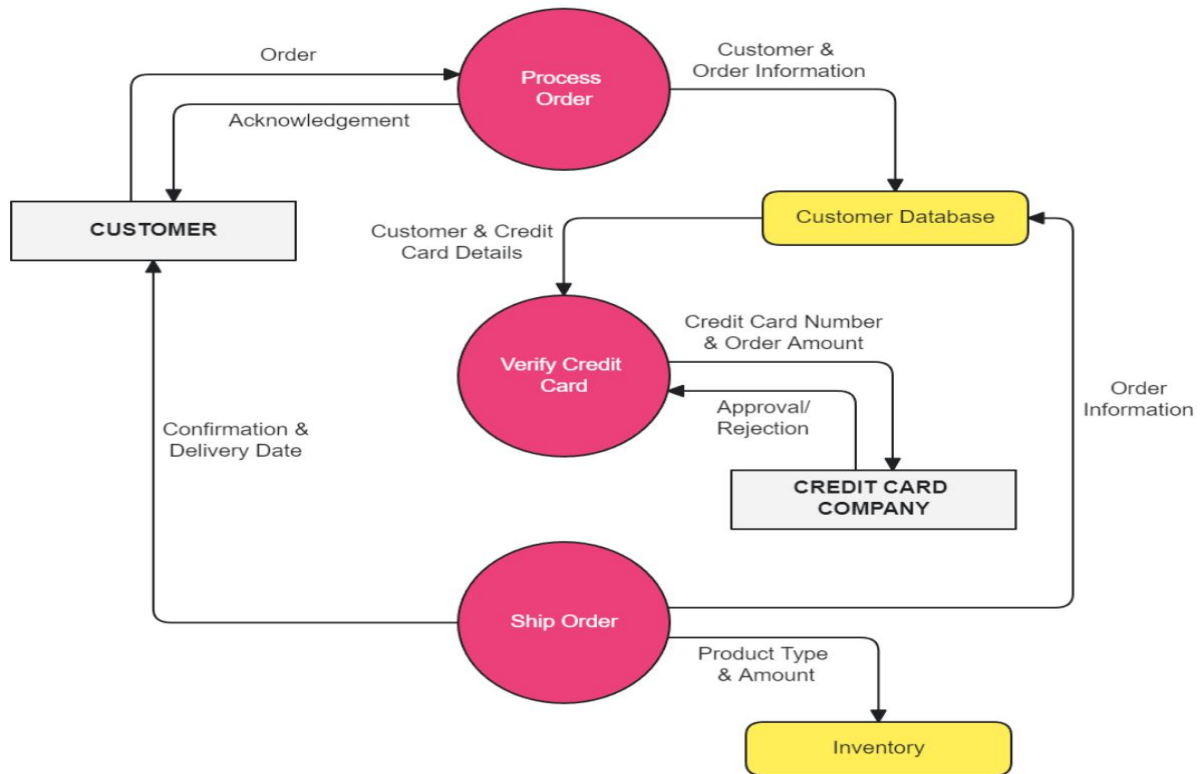 Order
Process
Order
Customer &
Order Information
Acknowledgement
CUSTOMER
Customer Database
Customer & Credit
Card Details
Verify Credit
Card
Credit Card Number
& Order Amount
Approval/
Rejection
Order
Information
Confirmation &
Delivery Date
CREDIT CARD
COMPANY
Ship Order
Product Type
& Amount
Inventory